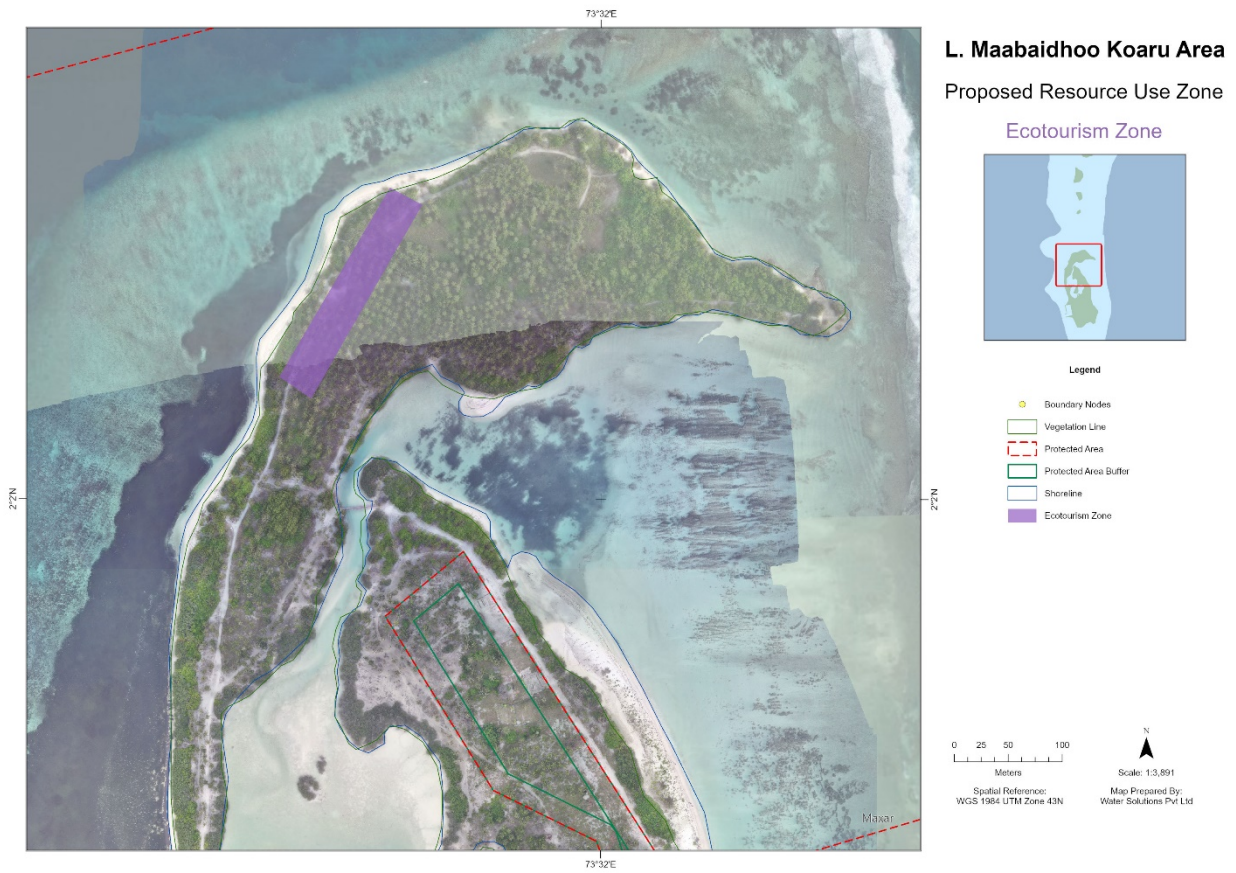 73°32'E
L. Maabaidhoo Koaru Area
Proposed Resource Use Zone
Ecotourism Zone
Legend
Boundary Nodes
Vegetation Line
Protected Area
Protected Area Buffer
Shoreline
Ecotourism Zone
2°2'N
2°2'N
0 25 50 100
Meters
Spatial Reference:
WGS 1984 UTM Zone 43N
N
Scale: 1:3,891
Map Prepared By:
Water Solutions Pvt Ltd
Maxar
73°32'E